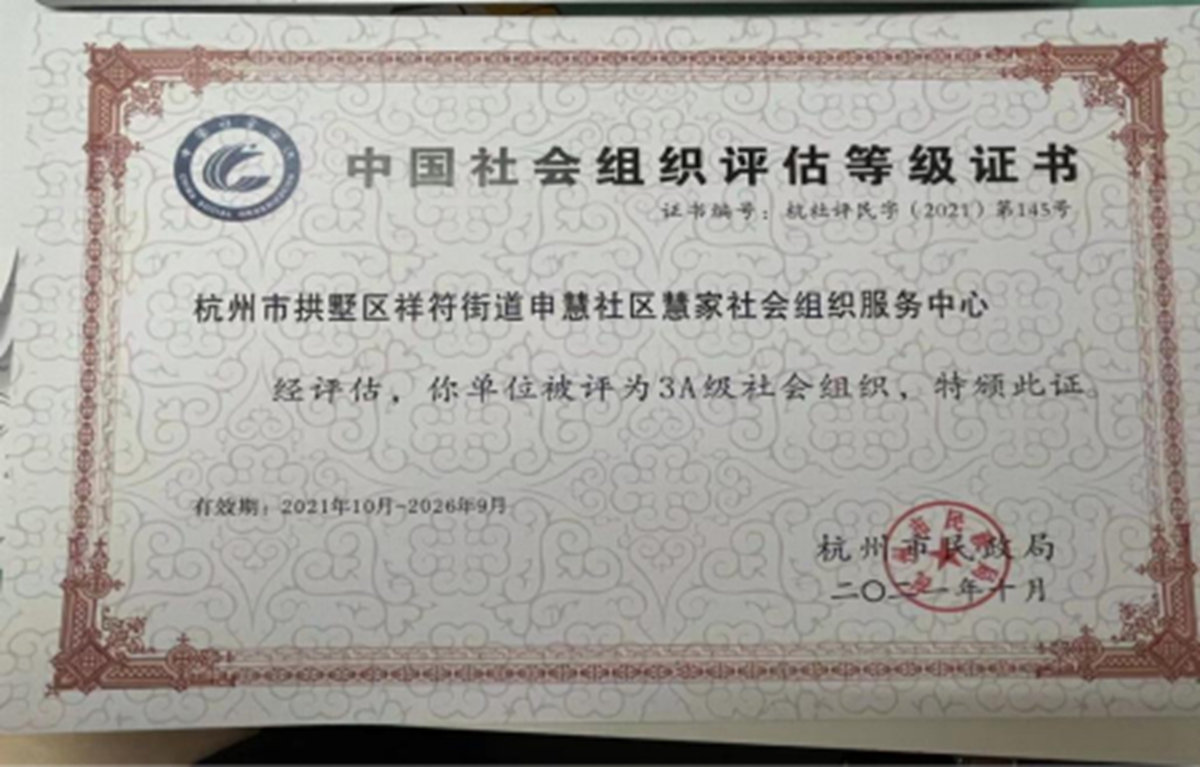 中国社会组织评估等级证书
证书编号：杭社评民字（2021）第145号
杭州市拱墅区祥符街道申慧社区慧家社会组织服务中心
经评估，你单位被评为3A级社会组织，特颁此证。
有效期：2021年10月-2026年9月
杭州市民政局
二〇二一年十月